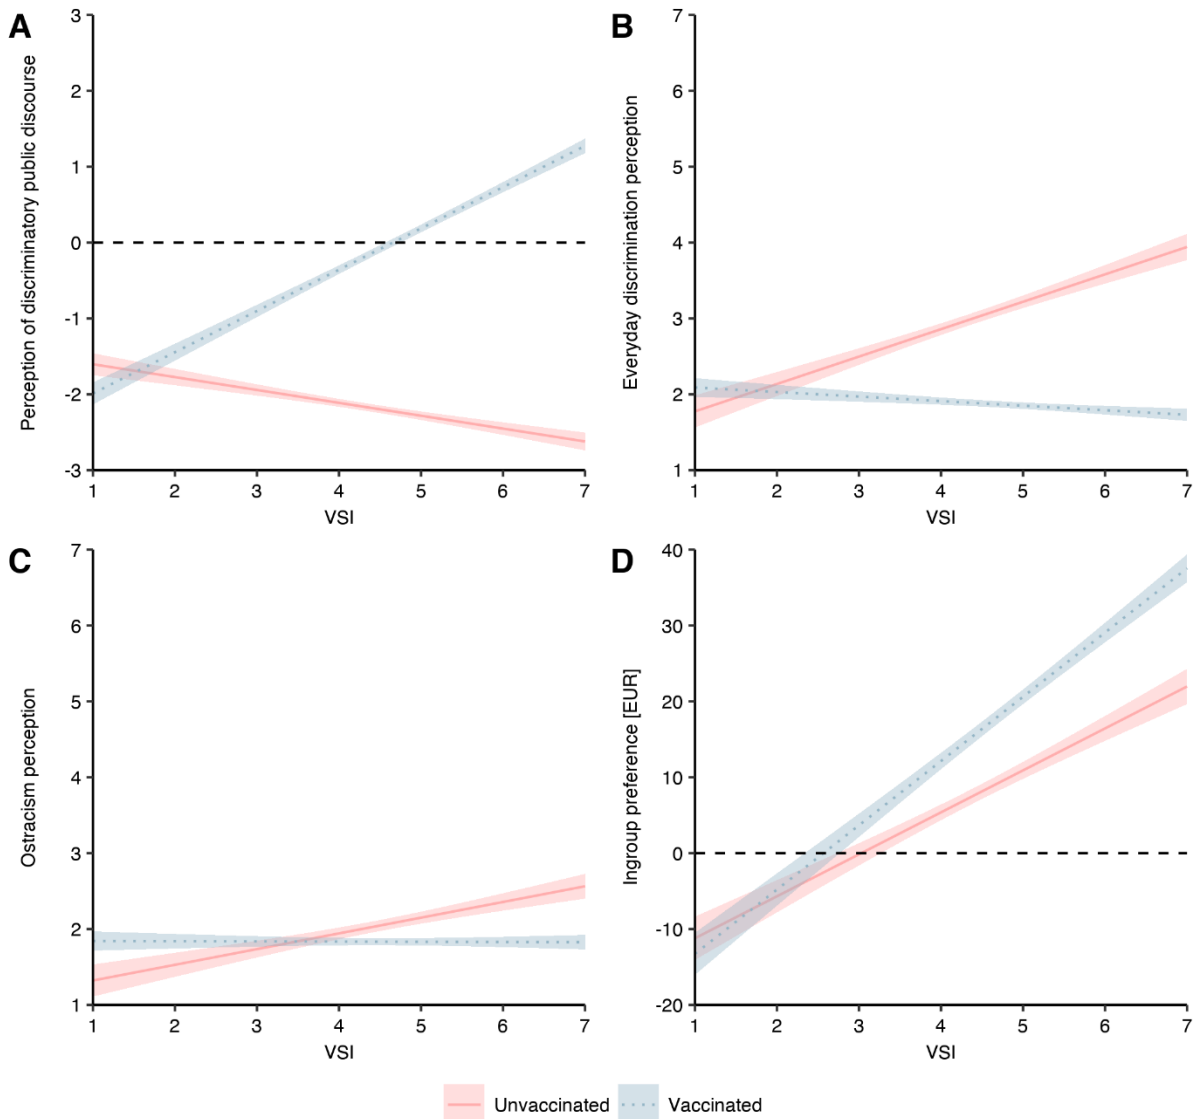 A
Perception of discriminatory public discourse
3
2
1
0
-1
-2
-3
1 2 3 4 5 6 7
VSI
B
Everyday discrimination perception
7
6
5
4
3
2
1
1 2 3 4 5 6 7
VSI
C
Ostracism perception
7
6
5
4
3
2
1
1 2 3 4 5 6 7
VSI
D
Ingroup preference [EUR]
40
30
20
10
0
-10
-20
1 2 3 4 5 6 7
VSI
Unvaccinated Vaccinated